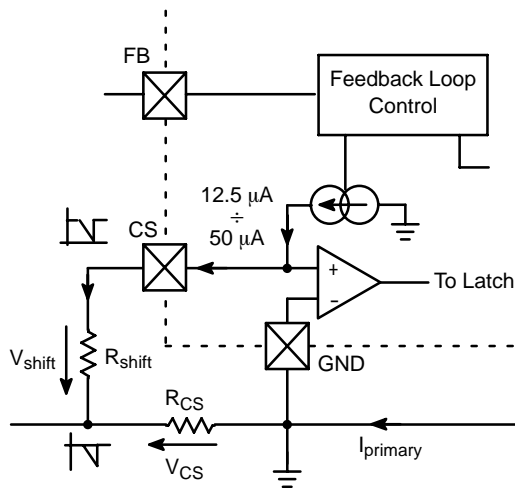 FB
Feedback Loop
Control
12.5 μA
÷
50 μA
CS
+
−
To Latch
GND
Vshift
Rshift
RCS
VCS
Iprimary